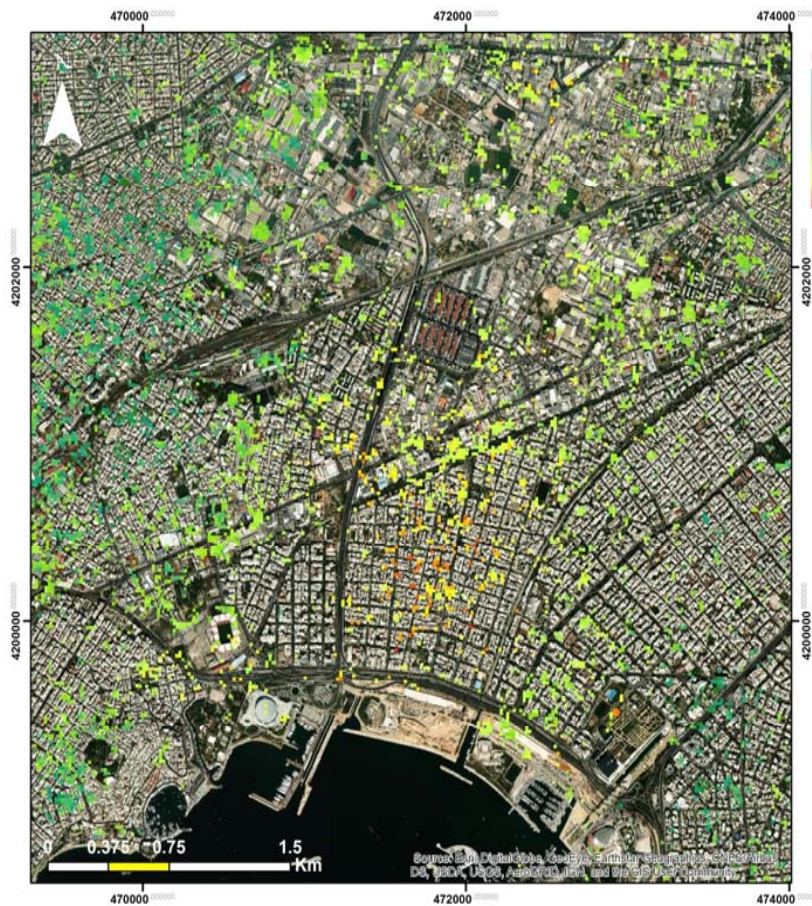 470000 472000 474000
4202000 4202000
4200000 4200000
0 0.375 0.75 1.5
Km
Source: Esri, DigitalGlobe, GeoEye, Earthstar Geographics, CNES/Airbus
DS, USDA, USGS, AeroGRID, IGN, and the GIS User Community
470000 472000 474000